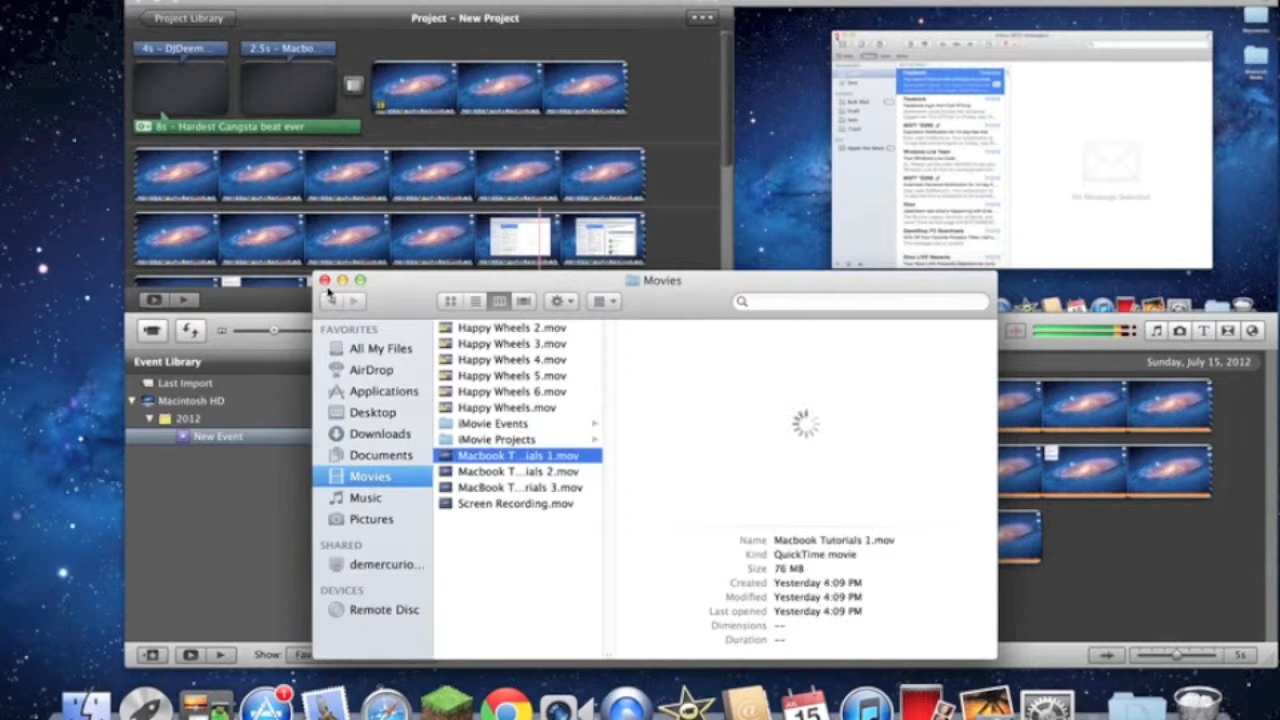 Project Library
Project - New Project
4s - DJDeem...
2.5s - Macbo...
8s - Hardest Gangsta beat ever
No Message Selected
Movies
FAVORITES
All My Files
AirDrop
Applications
Desktop
Downloads
Documents
Movies
Music
Pictures
SHARED
demercurio...
DEVICES
Remote Disc
Happy Wheels 2.mov
Happy Wheels 3.mov
Happy Wheels 4.mov
Happy Wheels 5.mov
Happy Wheels 6.mov
Happy Wheels.mov
iMovie Events
iMovie Projects
Macbook T...ials 1.mov
Macbook T...ials 2.mov
MacBook T...rials 3.mov
Screen Recording.mov
Name Macbook Tutorials 1.mov
Kind QuickTime movie
Size 76 MB
Created Yesterday 4:09 PM
Modified Yesterday 4:09 PM
Last opened Yesterday 4:09 PM
Dimensions --
Duration --
Event Library
Last Import
Macintosh HD
2012
New Event
Sunday, July 15, 2012
Show: Fav
5s
1
15